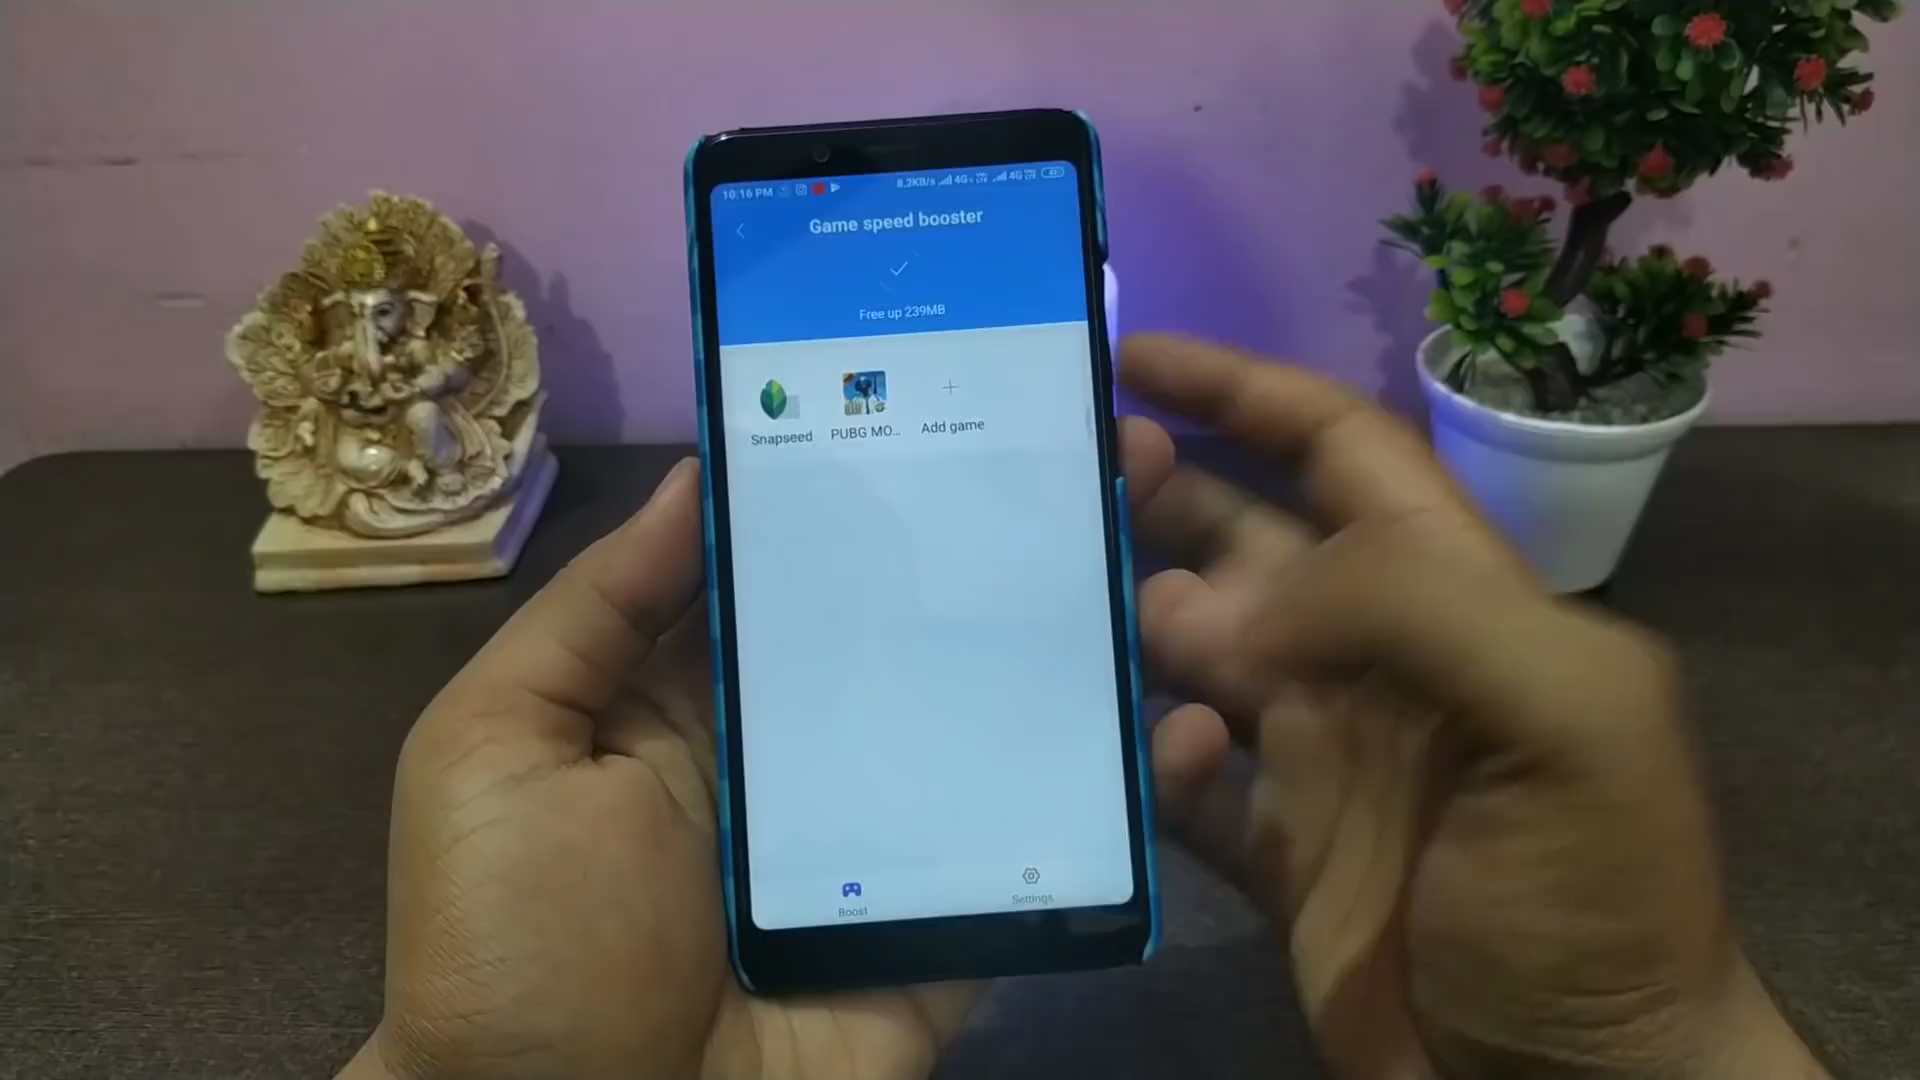 10:16 PM
8.2KB/s 4G 4G 43
Game speed booster
Free up 239MB
Snapseed
PUBG MO...
Add game
Boost
Settings